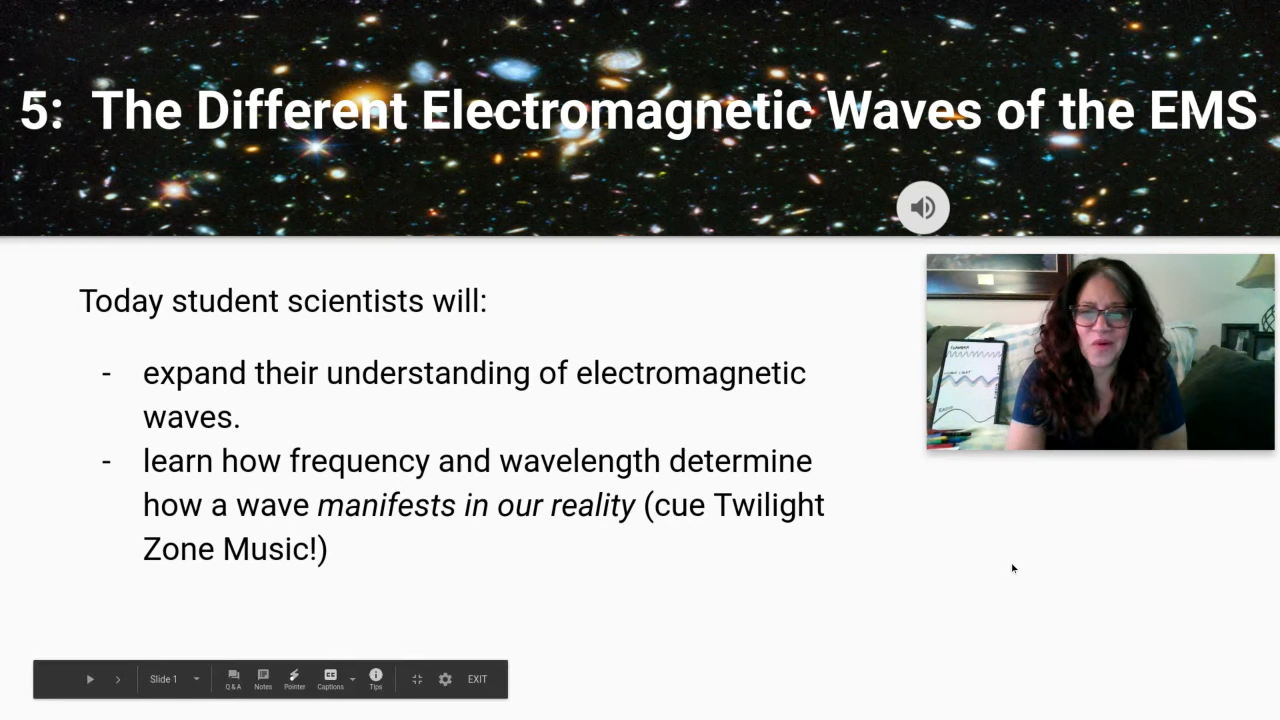 5: The Different Electromagnetic Waves of the EMS
Today student scientists will:
- expand their understanding of electromagnetic
waves.
- learn how frequency and wavelength determine
how a wave manifests in our reality (cue Twilight
Zone Music!)
Slide 1
Q & A
Notes
Pointer
CC
Captions
Tips
EXIT